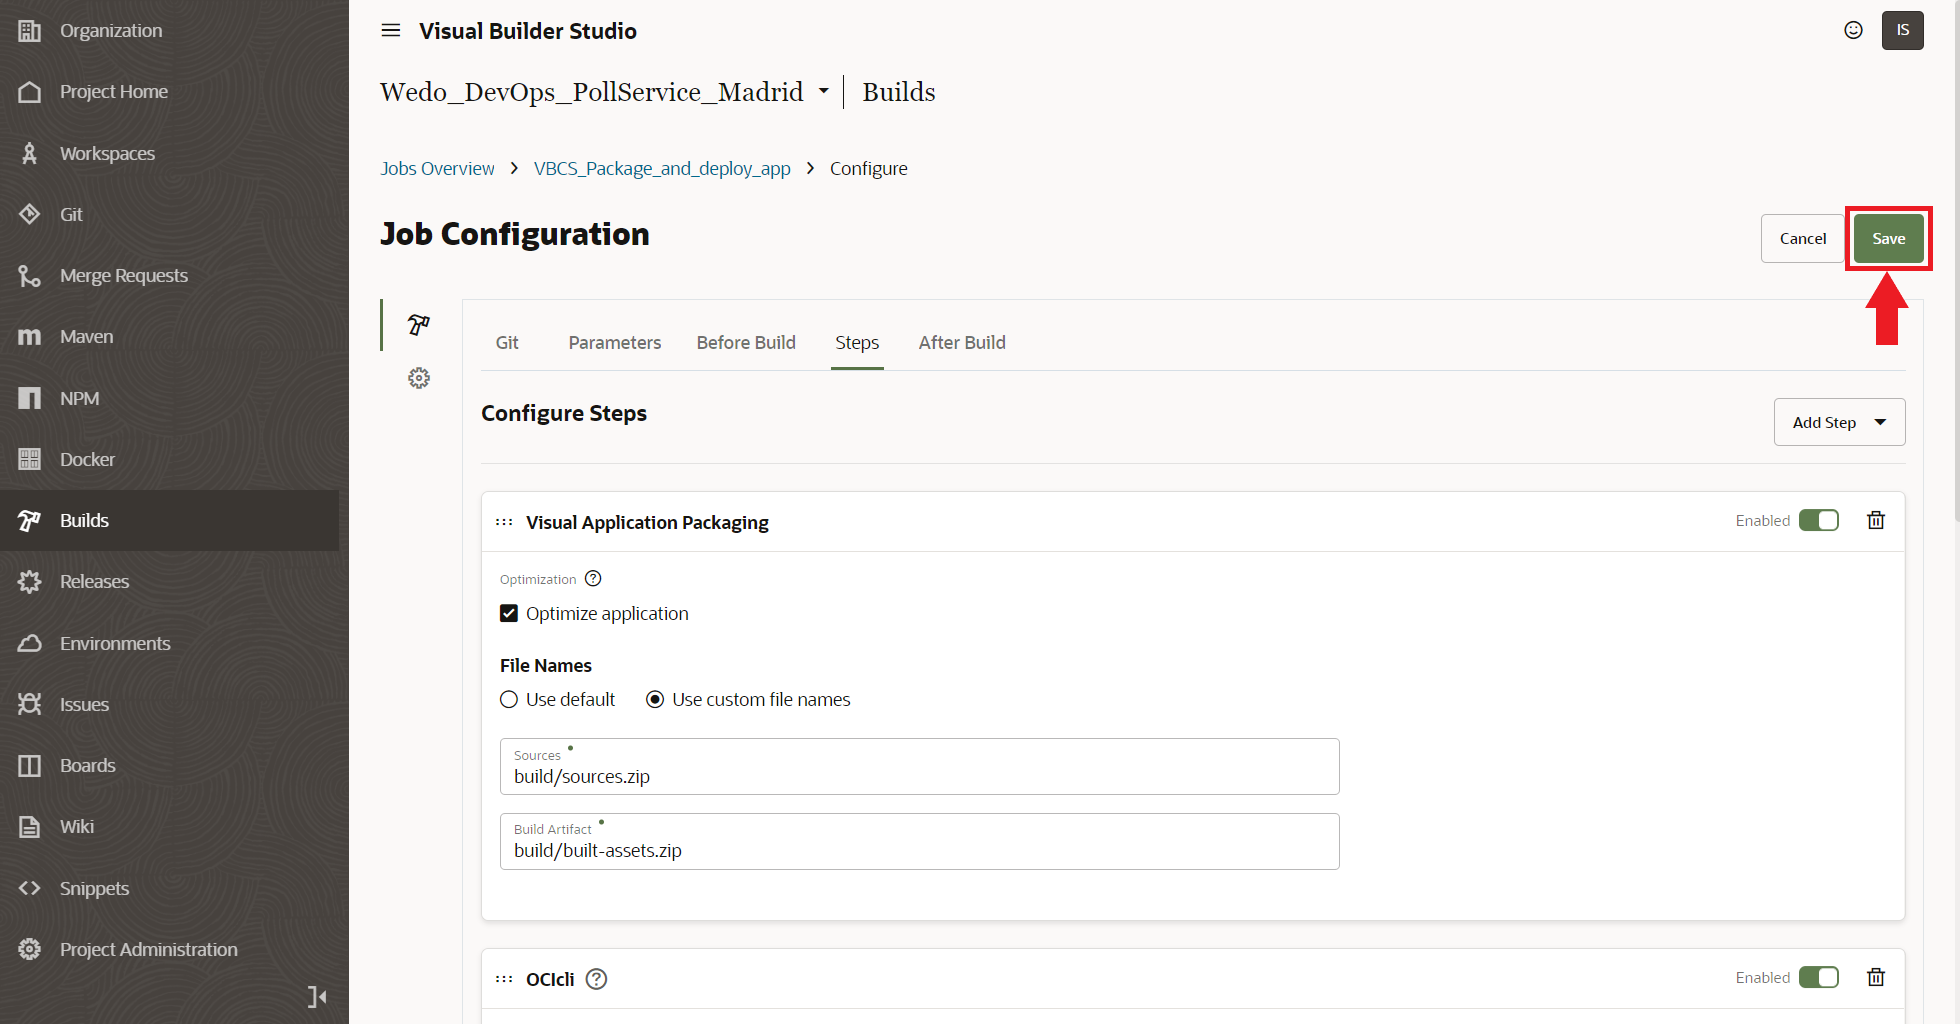 Organization
Project Home
Workspaces
Git
Merge Requests
Maven
NPM
Docker
Builds
Releases
Environments
Issues
Boards
Wiki
Snippets
Project Administration
Visual Builder Studio
IS
Wedo_DevOps_PollService_Madrid
Builds
Jobs Overview
VBCS_Package_and_deploy_app
Configure
Job Configuration
Cancel
Save
Git
Parameters
Before Build
Steps
After Build
Configure Steps
Add Step
Visual Application Packaging
Enabled
Optimization
Optimize application
File Names
Use default
Use custom file names
Sources
build/sources.zip
Build Artifact
build/built-assets.zip
OCIcli
Enabled